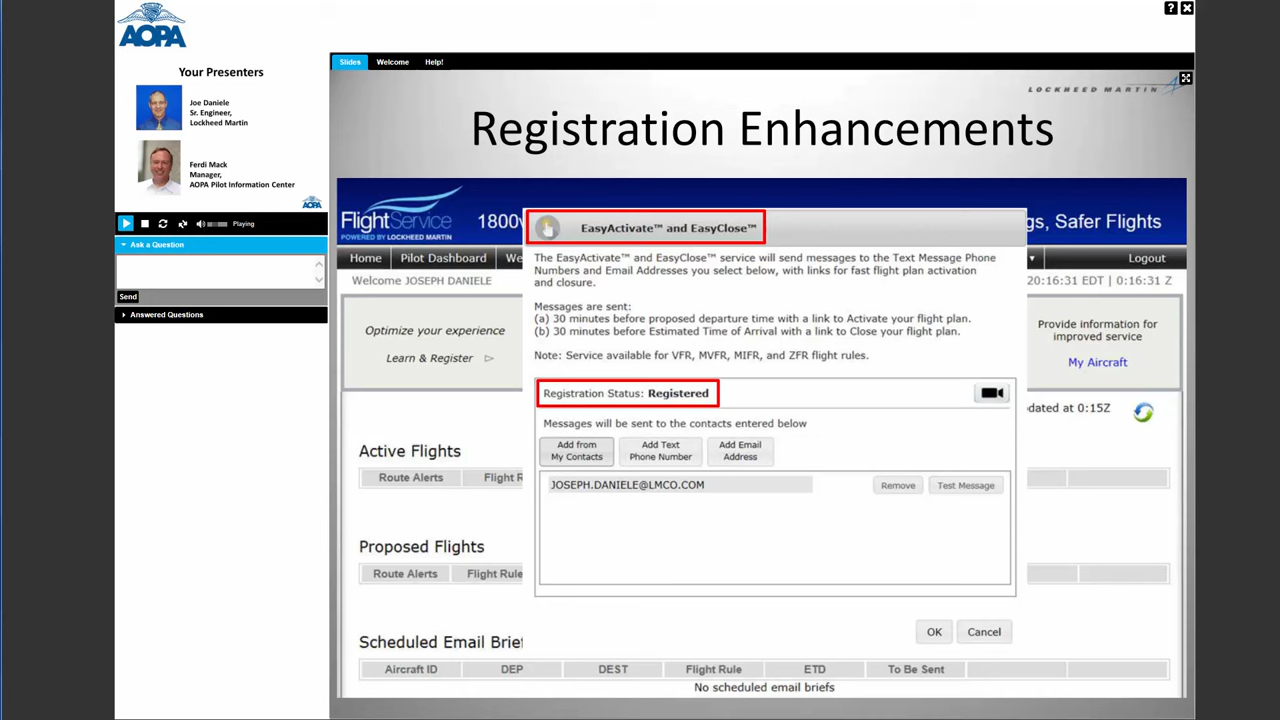 AOPA
Your Presenters
Joe Daniele
Sr. Engineer,
Lockheed Martin
Ferdi Mack
Manager,
AOPA Pilot Information Center
AOPA
Playing
Ask a Question
Send
Answered Questions
?
Slides Welcome Help!
LOCKHEED MARTIN
Registration Enhancements
FlightService
POWERED BY LOCKHEED MARTIN
1800w
gs, Safer Flights
Home Pilot Dashboard We
Logout
Welcome JOSEPH DANIELE
20:16:31 EDT | 0:16:31 Z
Optimize your experience
Learn & Register
Provide information for
improved service
My Aircraft
dated at 0:15Z
EasyActivate™ and EasyClose™
The EasyActivate™ and EasyClose™ service will send messages to the Text Message Phone
Numbers and Email Addresses you select below, with links for fast flight plan activation
and closure.
Messages are sent:
(a) 30 minutes before proposed departure time with a link to Activate your flight plan.
(b) 30 minutes before Estimated Time of Arrival with a link to Close your flight plan.
Note: Service available for VFR, MVFR, MIFR, and ZFR flight rules.
Registration Status: Registered
Messages will be sent to the contacts entered below
Add from
My Contacts
Add Text
Phone Number
Add Email
Address
JOSEPH.DANIELE@LMCO.COM
Remove Test Message
OK Cancel
Active Flights
Route Alerts Flight R
Proposed Flights
Route Alerts Flight Rule
Scheduled Email Brief
Aircraft ID DEP DEST Flight Rule ETD To Be Sent
No scheduled email briefs